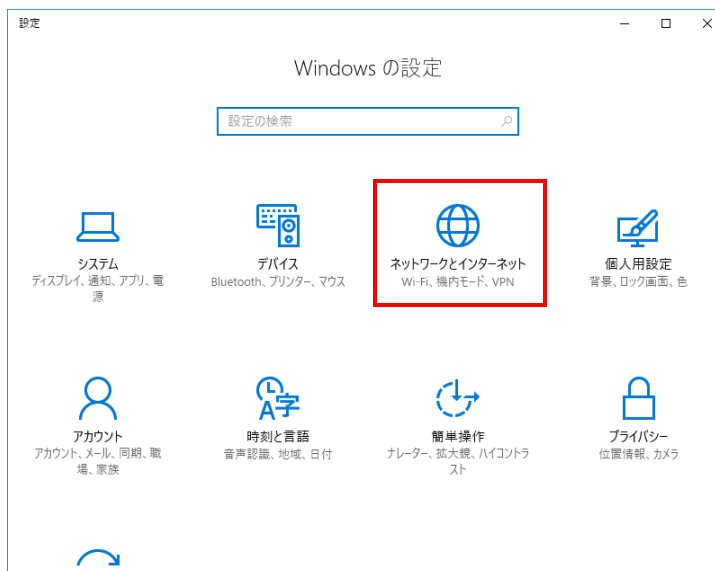 設定
Windows の設定
設定の検索
システム
ディスプレイ、通知、アプリ、電
源
デバイス
Bluetooth、プリンター、マウス
ネットワークとインターネット
Wi-Fi、機内モード、VPN
個人用設定
背景、ロック画面、色
アカウント
アカウント、メール、同期、職
場、家族
時刻と言語
音声認識、地域、日付
簡単操作
ナレーター、拡大鏡、ハイコントラ
スト
プライバシー
位置情報、カメラ